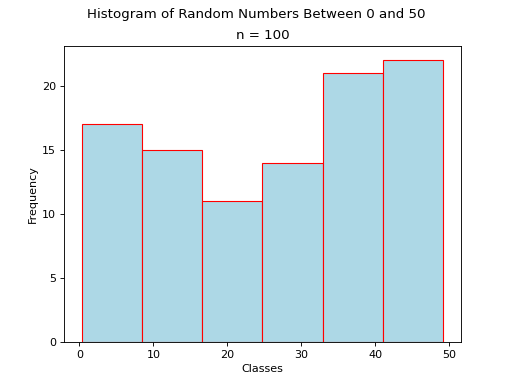 Histogram of Random Numbers Between 0 and 50
n = 100
20
15
10
5
0
Frequency
0 10 20 30 40 50
Classes